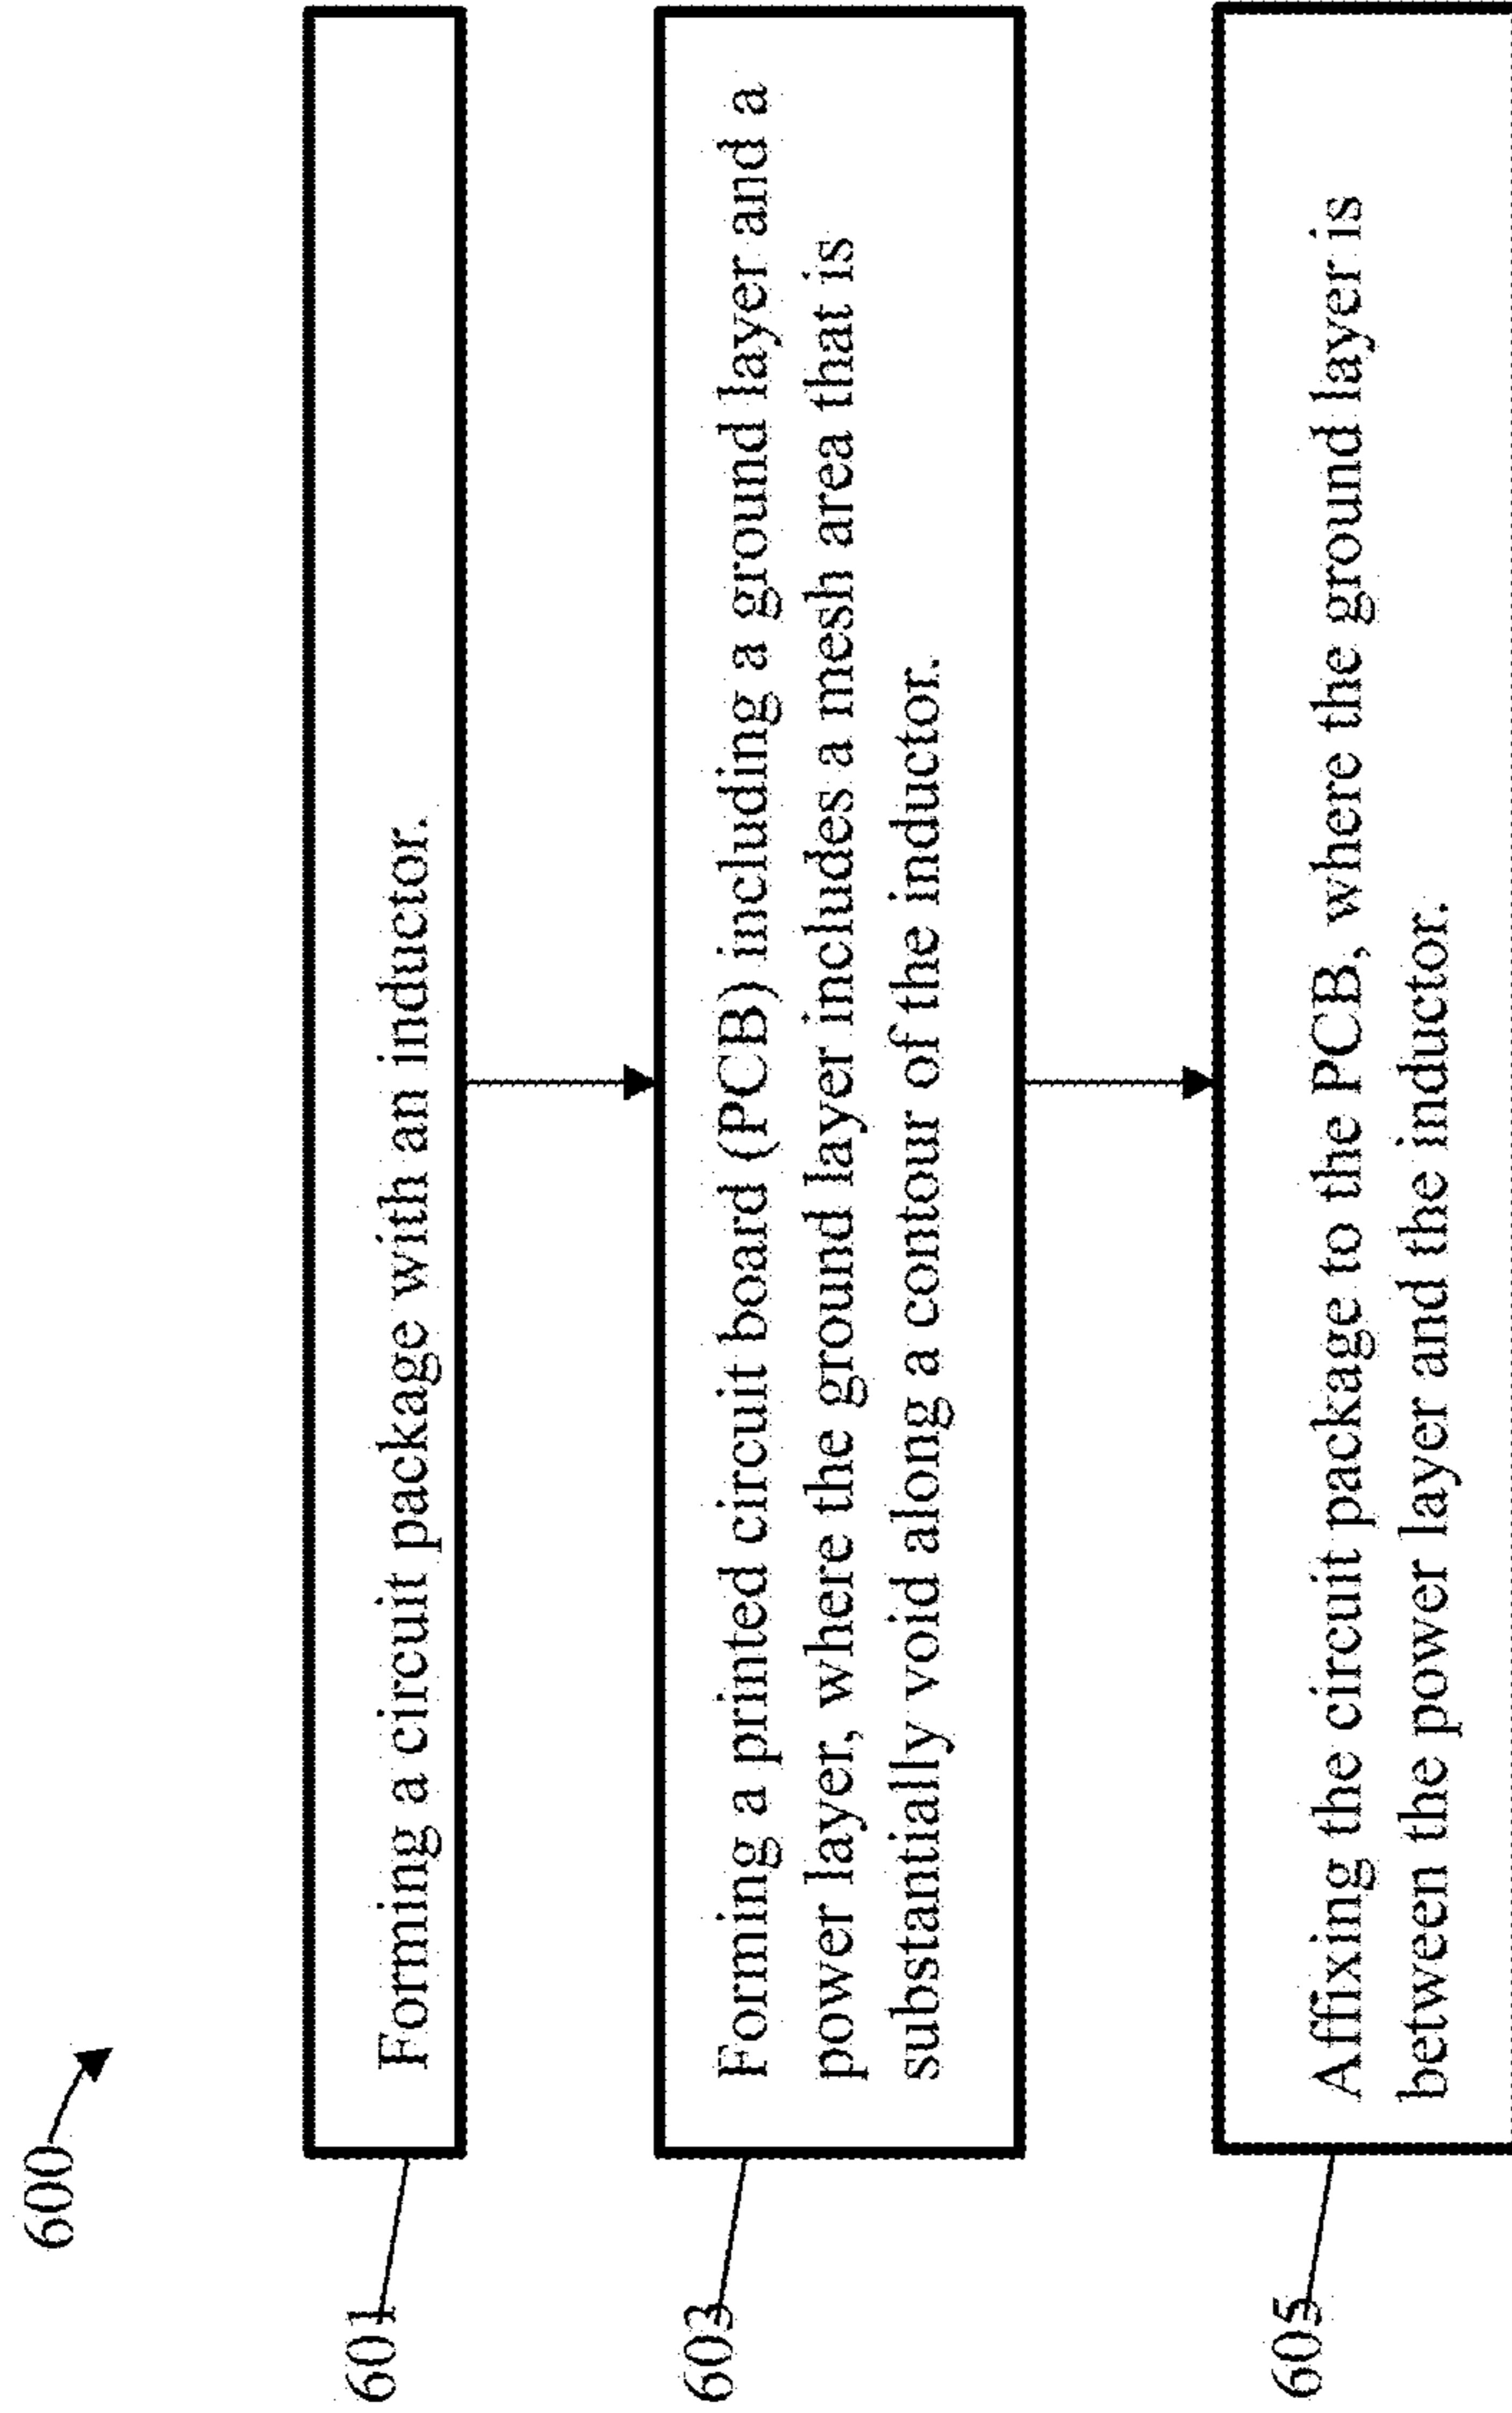 600
601
Forming a circuit package with an inductor.
603
Forming a printed circuit board (PCB) including a ground layer and a
power layer, where the ground layer includes a mesh area that is
substantially void along a contour of the inductor.
605
Affixing the circuit package to the PCB, where the ground layer is
between the power layer and the inductor.